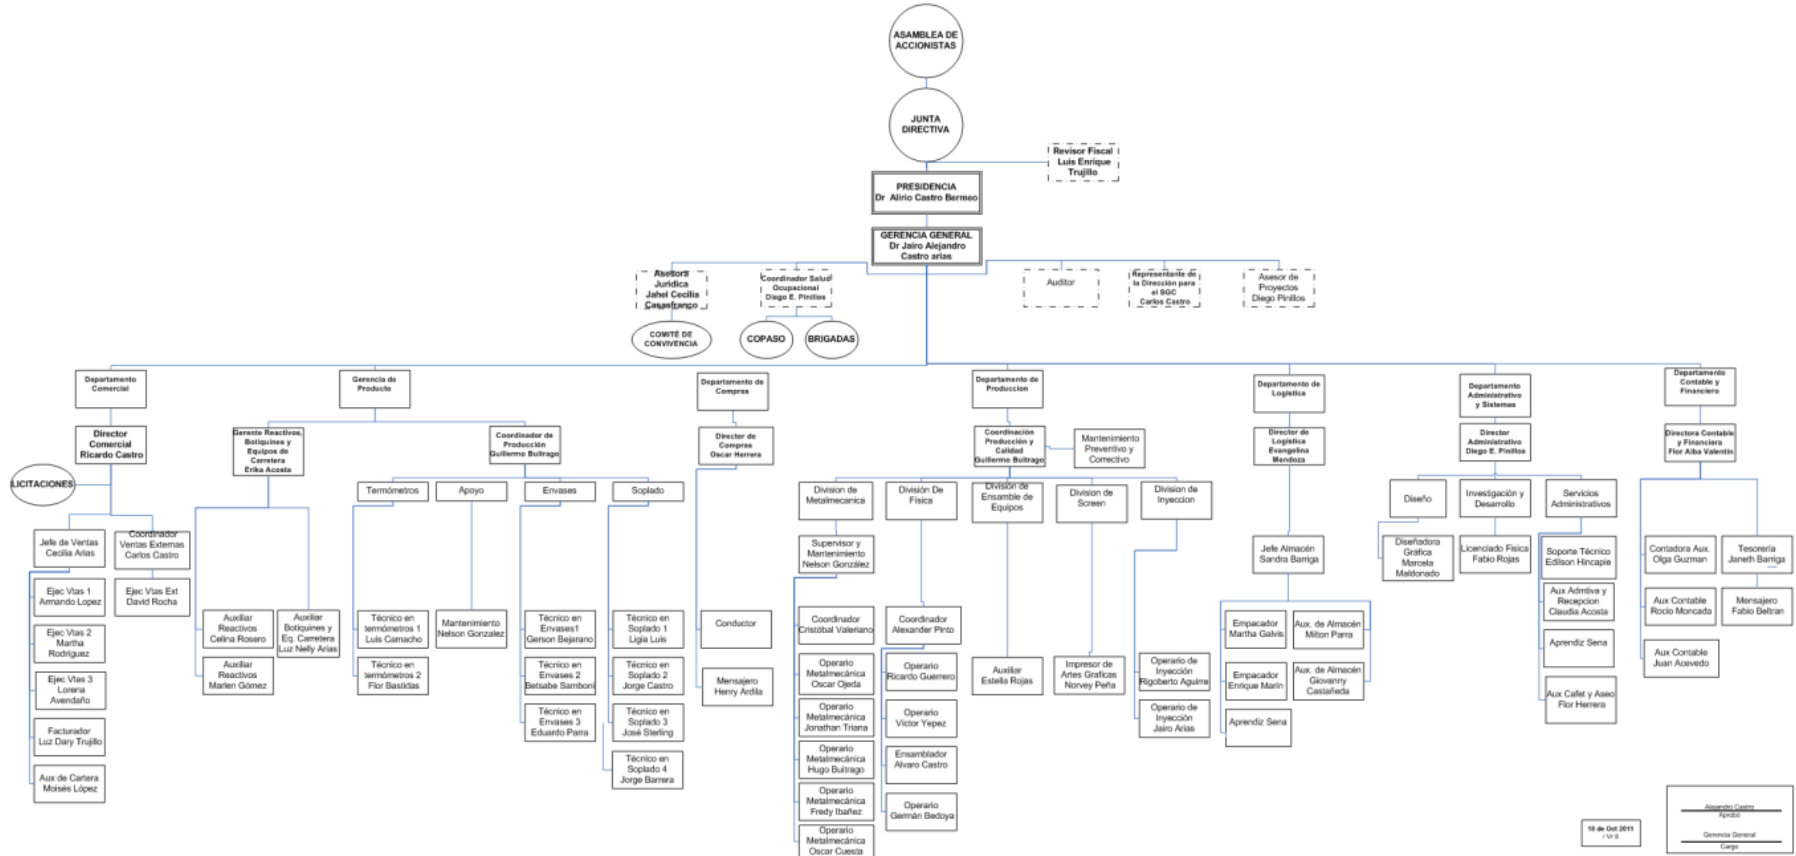 ASAMBLEA DE
ACCIONISTAS
JUNTA
DIRECTIVA
Revisor Fiscal
Luis Enrique
Trujillo
PRESIDENCIA
Dr Alirio Castro Bermeo
GERENCIA GENERAL
Dr Jairo Alejandro
Castro arias
Asesora
Juridica
Jahel Cecilia
Casasfranco
Coordinador Salud
Ocupacional
Diego E. Pinillos
Auditor
Representante de
la Dirección para
el SGC
Carlos Castro
Asesor de
Proyectos
Diego Pinillos
COMITÉ DE
CONVIVENCIA
COPASO
BRIGADAS
Departamento
Comercial
Gerencia de
Producto
Departamento de
Compras
Departamento de
Produccion
Departamento de
Logística
Departamento
Administrativo
y Sistemas
Departamento
Contable y
Financiero
Director
Comercial
Ricardo Castro
Gerente Reactivos,
Botiquines y
Equipos de
Carretera
Erika Acosta
Coordinador de
Producción
Guillermo Buitrago
Director de
Compras
Oscar Herrera
Coordinación
Producción y
Calidad
Guillermo Buitrago
Mantenimiento
Preventivo y
Correctivo
Director de
Logística
Evangelina
Mendoza
Director
Administrativo
Diego E. Pinillos
Directora Contable
y Financiera
Flor Alba Valentín
LICITACIONES
Termómetros
Apoyo
Envases
Soplado
Division de
Metalmecanica
División De
Física
División de
Ensamble de
Equipos
Division de
Screen
Division de
Inyeccion
Diseño
Investigación y
Desarrollo
Servicios
Administrativos
Jefe de Ventas
Cecilia Arias
Coordinador
Ventas Externas
Carlos Castro
Supervisor y
Mantenimiento
Nelson González
Jefe Almacén
Sandra Barriga
Diseñadora
Gráfica
Marcela
Maldonado
Licenciado Física
Fabio Rojas
Soporte Técnico
Edilson Hincapie
Contadora Aux.
Olga Guzman
Tesorería
Janeth Barriga
Ejec Vtas 1
Armando Lopez
Ejec Vtas Ext
David Rocha
Aux Admtiva y
Recepcion
Claudia Acosta
Aux Contable
Rocío Moncada
Mensajero
Fabio Beltran
Ejec Vtas 2
Martha
Rodríguez
Auxiliar
Reactivos
Celina Rosero
Auxiliar
Botiquines y
Eq. Carretera
Luz Nelly Arias
Técnico en
termómetros 1
Luis Camacho
Mantenimiento
Nelson Gonzalez
Técnico en
Envases1
Gerson Bejarano
Técnico en
Soplado 1
Ligia Luis
Conductor
Coordinador
Cristóbal Valeriano
Coordinador
Alexander Pinto
Empacador
Martha Galvis
Aux. de Almacén
Milton Parra
Aprendiz Sena
Aux Contable
Juan Acevedo
Ejec Vtas 3
Lorena
Avendaño
Auxiliar
Reactivos
Marlen Gómez
Técnico en
termómetros 2
Flor Bastidas
Técnico en
Envases 2
Betsabe Samboni
Técnico en
Soplado 2
Jorge Castro
Mensajero
Henry Ardila
Operario
Metalmecánica
Oscar Ojeda
Operario
Ricardo Guerrero
Auxiliar
Estella Rojas
Impresor de
Artes Graficas
Norvey Peña
Operario de
Inyección
Rigoberto Aguirre
Empacador
Enrique Marin
Aux. de Almacén
Giovanny
Castañeda
Aux Cafet y Aseo
Flor Herrera
Facturador
Luz Dary Trujillo
Técnico en
Envases 3
Eduardo Parra
Técnico en
Soplado 3
José Sterling
Operario
Metalmecánica
Jonathan Triana
Operario
Víctor Yepez
Operario de
Inyección
Jairo Arias
Aprendiz Sena
Aux de Cartera
Moisés López
Técnico en
Soplado 4
Jorge Barrera
Operario
Metalmecánica
Hugo Buitrago
Ensamblador
Alvaro Castro
Operario
Metalmecánica
Fredy Ibañez
Operario
Germán Bedoya
Operario
Metalmecánica
Oscar Cuesta
18 de Oct 2011
/ Vr 8
Alejandro Castro
Aprobó
Gerencia General
Cargo